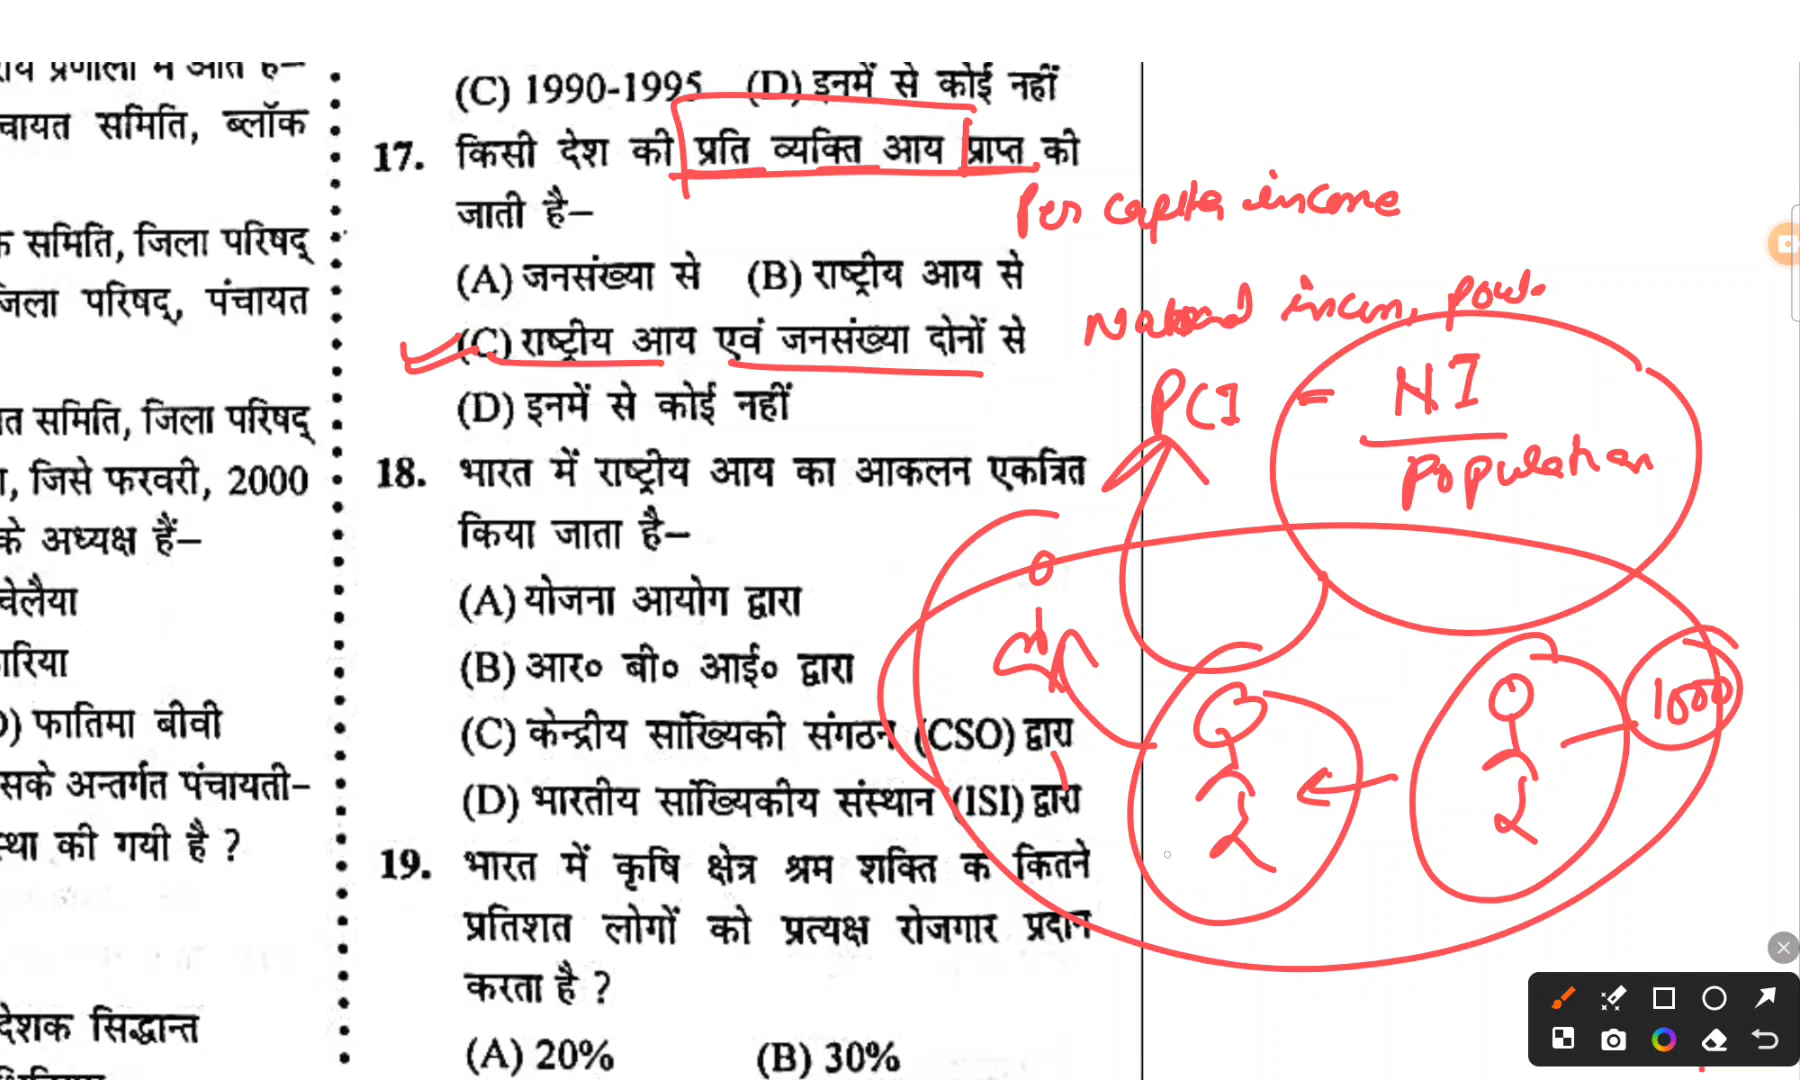 राय प्रणाली में आते हैं–
चायत समिति, ब्लॉक
क समिति, जिला परिषद्
जिला परिषद्, पंचायत
त समिति, जिला परिषद्
ा, जिसे फरवरी, 2000
के अध्यक्ष हैं–
वेलैया
कारिया
D) फातिमा बीवी
सके अन्तर्गत पंचायती–
स्था की गयी है ?
देशक सिद्धान्त
(C) 1990-1995 (D) इनमें से कोई नहीं
17. किसी देश की प्रति व्यक्ति आय प्राप्त की
जाती है–
(A) जनसंख्या से (B) राष्ट्रीय आय से
(C) राष्ट्रीय आय एवं जनसंख्या दोनों से
(D) इनमें से कोई नहीं
18. भारत में राष्ट्रीय आय का आकलन एकत्रित
किया जाता है–
(A) योजना आयोग द्वारा
(B) आर० बी० आई० द्वारा
(C) केन्द्रीय सांख्यिकी संगठन (CSO) द्वारा
(D) भारतीय सांख्यिकीय संस्थान (ISI) द्वारा
19. भारत में कृषि क्षेत्र श्रम शक्ति क कितने
प्रतिशत लोगों को प्रत्यक्ष रोजगार प्रदान
करता है ?
(A) 20% (B) 30%
Per capita income
PCI = NI
Population
1000